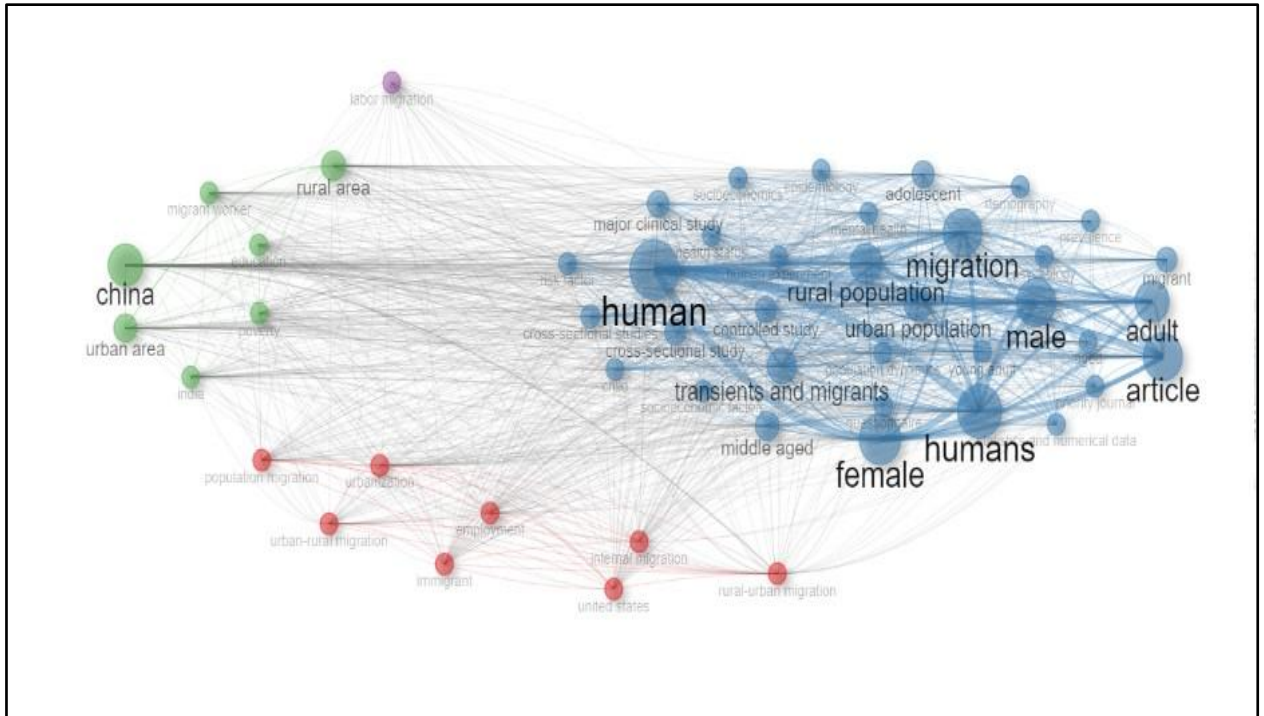 labor migration
rural area
migrant worker
education
china
poverty
urban area
india
population migration
urbanization
urban-rural migration
employment
immigrant
internal migration
united states
rural-urban migration
socioeconomics
epidemiology
adolescent
demography
major clinical study
mental health
prevalence
health status
risk factor
migration
migrant
rural population
human
cross-sectional studies
controlled study
urban population
male
adult
cross-sectional study
child
young adult
transients and migrants
article
socioeconomic factors
priority journal
questionnaire
middle aged
humans
and numerical data
female